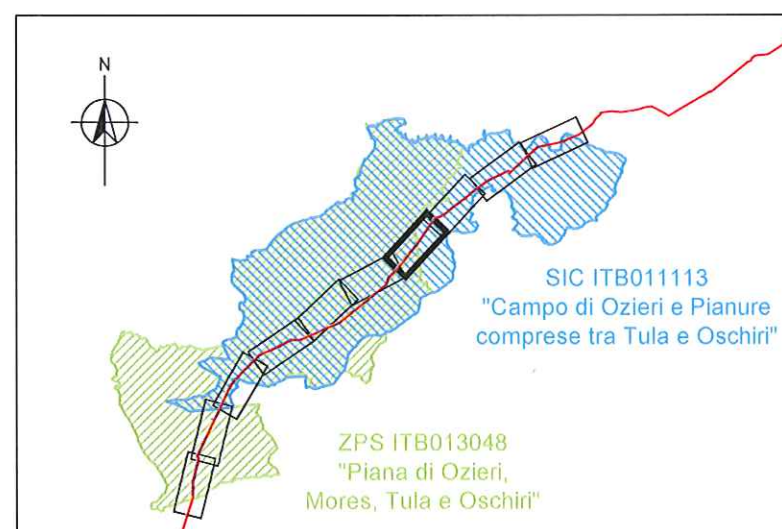 N
SIC ITB011113
"Campo di Ozieri e Pianure
comprese tra Tula e Oschiri"
ZPS ITB013048
"Piana di Ozieri,
Mores, Tula e Oschiri"